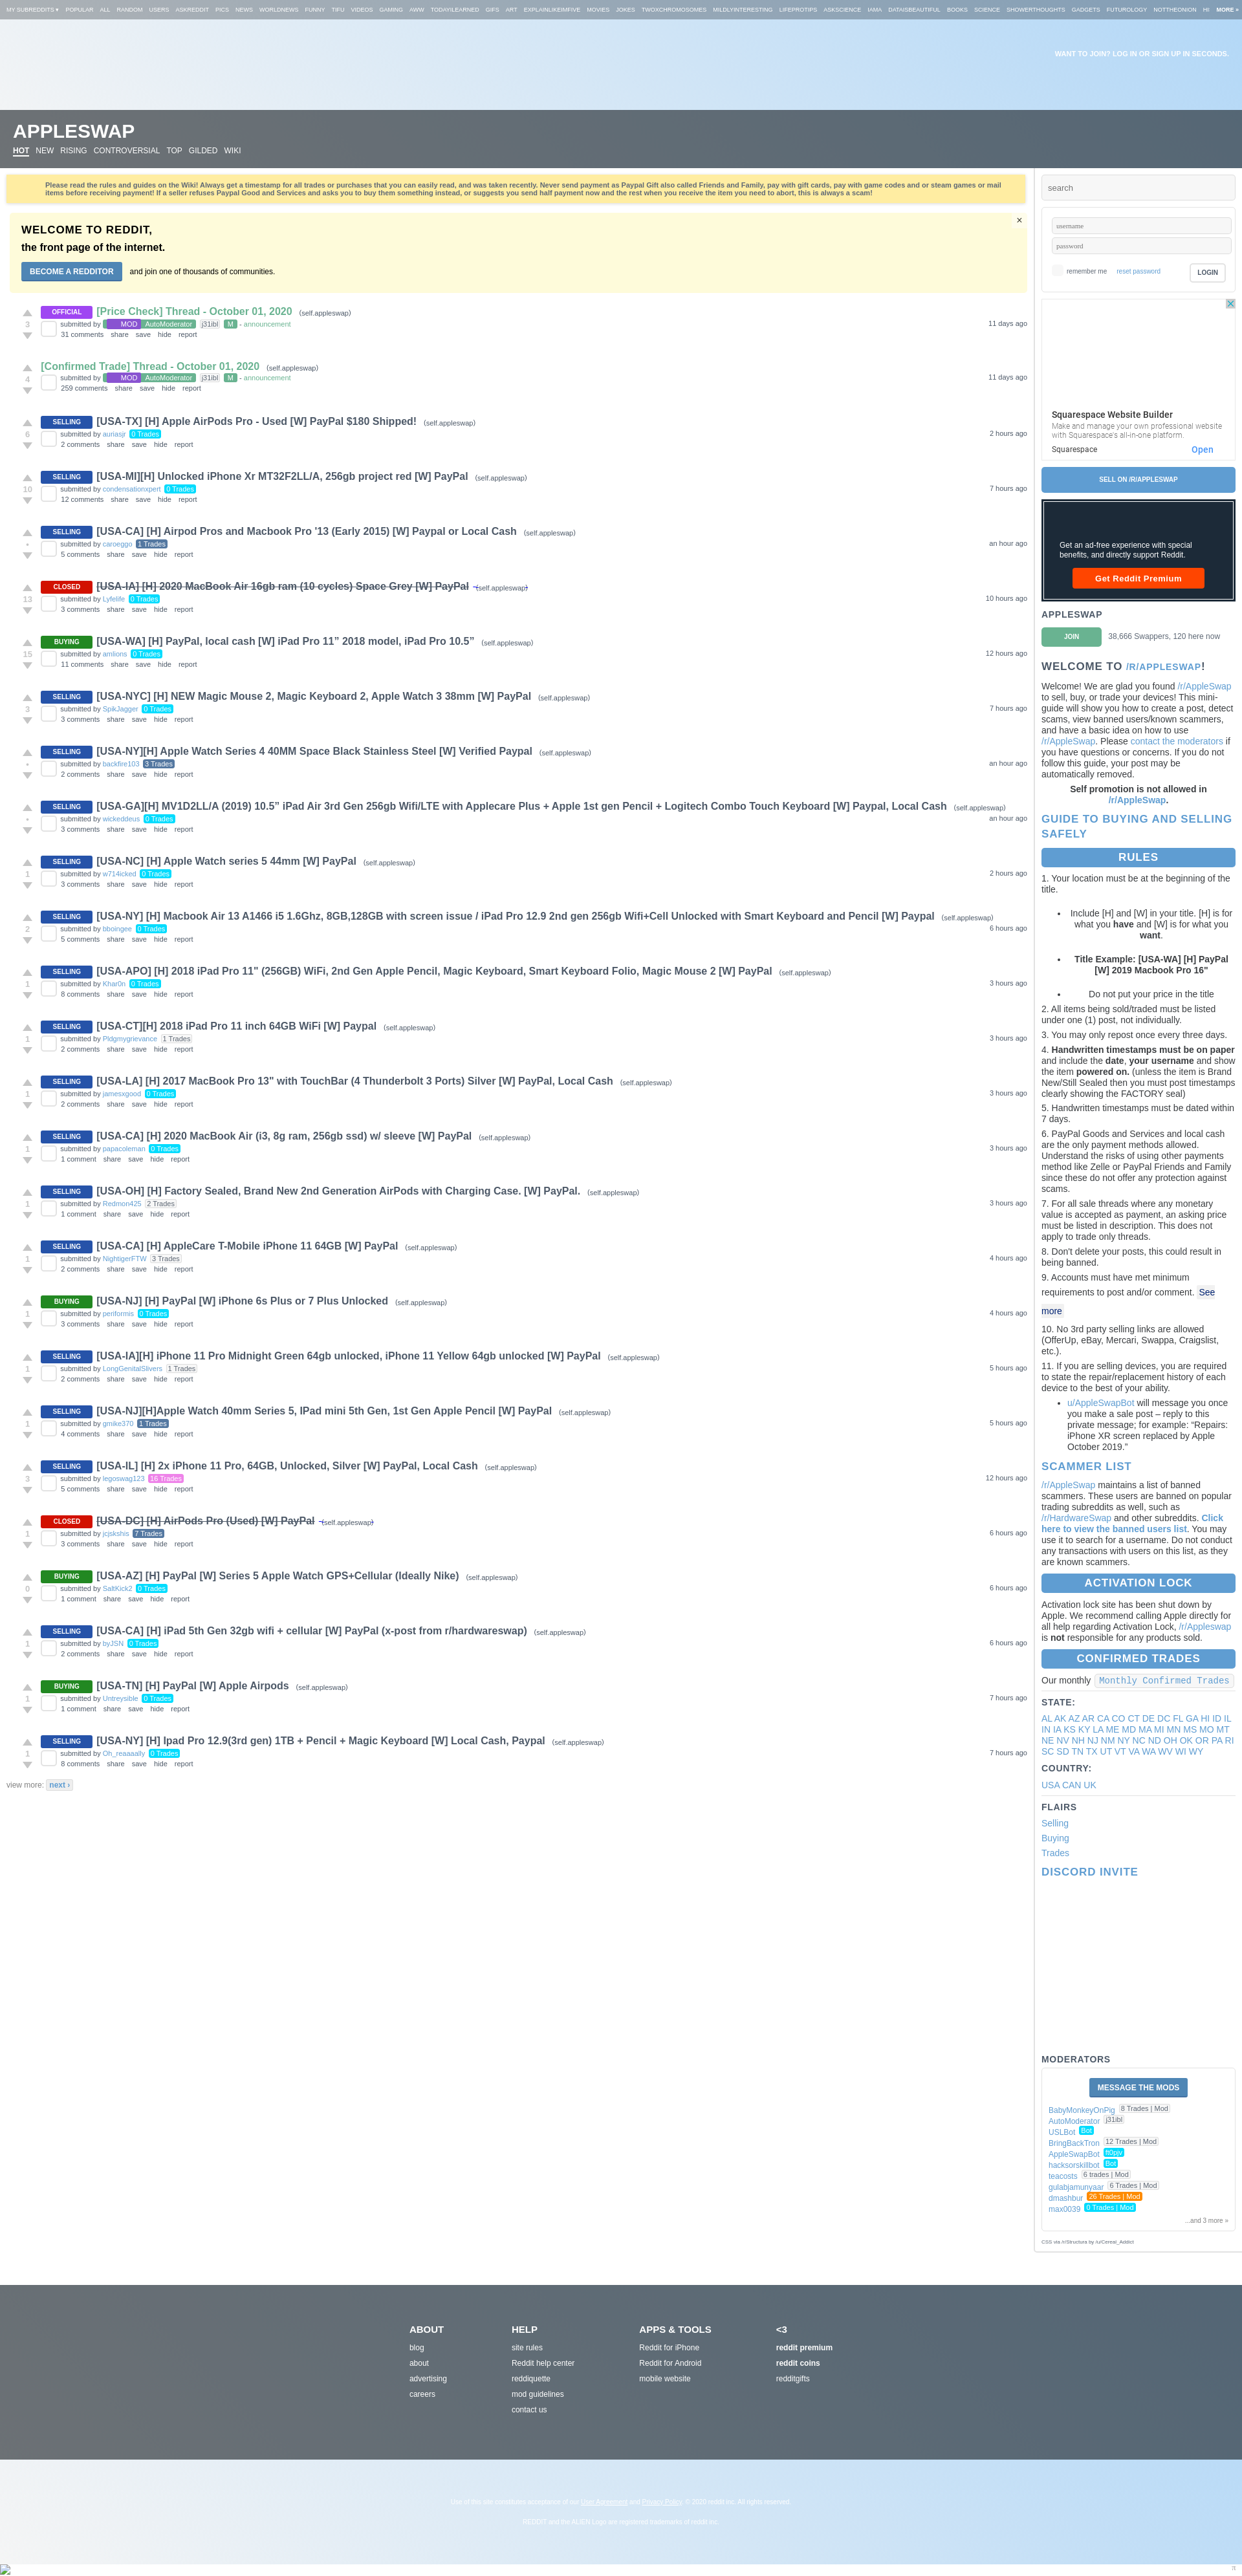 MY SUBREDDITS ▾ POPULAR ALL RANDOM USERS ASKREDDIT PICS NEWS WORLDNEWS FUNNY TIFU VIDEOS GAMING AWW TODAYILEARNED GIFS ART EXPLAINLIKEIMFIVE MOVIES JOKES TWOXCHROMOSOMES MILDLYINTERESTING LIFEPROTIPS ASKSCIENCE IAMA DATAISBEAUTIFUL BOOKS SCIENCE SHOWERTHOUGHTS GADGETS FUTUROLOGY NOTTHEONION HI MORE »
WANT TO JOIN? LOG IN OR SIGN UP IN SECONDS.
APPLESWAP
HOT NEW RISING CONTROVERSIAL TOP GILDED WIKI
Please read the rules and guides on the Wiki! Always get a timestamp for all trades or purchases that you can easily read, and was taken recently. Never send payment as Paypal Gift also called Friends and Family, pay with gift cards, pay with game codes and or steam games or mail
items before receiving payment! If a seller refuses Paypal Good and Services and asks you to buy them something instead, or suggests you send half payment now and the rest when you receive the item you need to abort, this is always a scam!
×
WELCOME TO REDDIT,
the front page of the internet.
BECOME A REDDITOR and join one of thousands of communities.
OFFICIAL [Price Check] Thread - October 01, 2020 (self.appleswap)
3 submitted by MOD AutoModerator j31ibl M - announcement 11 days ago
31 comments share save hide report
[Confirmed Trade] Thread - October 01, 2020 (self.appleswap)
4 submitted by MOD AutoModerator j31ibl M - announcement 11 days ago
259 comments share save hide report
SELLING [USA-TX] [H] Apple AirPods Pro - Used [W] PayPal $180 Shipped! (self.appleswap)
6 submitted by auriasjr 0 Trades 2 hours ago
2 comments share save hide report
SELLING [USA-MI][H] Unlocked iPhone Xr MT32F2LL/A, 256gb project red [W] PayPal (self.appleswap)
10 submitted by condensationxpert 0 Trades 7 hours ago
12 comments share save hide report
SELLING [USA-CA] [H] Airpod Pros and Macbook Pro '13 (Early 2015) [W] Paypal or Local Cash (self.appleswap)
• submitted by caroeggo 1 Trades an hour ago
5 comments share save hide report
CLOSED [USA-IA] [H] 2020 MacBook Air 16gb ram (10 cycles) Space Grey [W] PayPal (self.appleswap)
13 submitted by Lyfelife 0 Trades 10 hours ago
3 comments share save hide report
BUYING [USA-WA] [H] PayPal, local cash [W] iPad Pro 11” 2018 model, iPad Pro 10.5” (self.appleswap)
15 submitted by amlions 0 Trades 12 hours ago
11 comments share save hide report
SELLING [USA-NYC] [H] NEW Magic Mouse 2, Magic Keyboard 2, Apple Watch 3 38mm [W] PayPal (self.appleswap)
3 submitted by SpikJagger 0 Trades 7 hours ago
3 comments share save hide report
SELLING [USA-NY][H] Apple Watch Series 4 40MM Space Black Stainless Steel [W] Verified Paypal (self.appleswap)
• submitted by backfire103 3 Trades an hour ago
2 comments share save hide report
SELLING [USA-GA][H] MV1D2LL/A (2019) 10.5” iPad Air 3rd Gen 256gb Wifi/LTE with Applecare Plus + Apple 1st gen Pencil + Logitech Combo Touch Keyboard [W] Paypal, Local Cash (self.appleswap)
• submitted by wickeddeus 0 Trades an hour ago
3 comments share save hide report
SELLING [USA-NC] [H] Apple Watch series 5 44mm [W] PayPal (self.appleswap)
1 submitted by w714icked 0 Trades 2 hours ago
3 comments share save hide report
SELLING [USA-NY] [H] Macbook Air 13 A1466 i5 1.6Ghz, 8GB,128GB with screen issue / iPad Pro 12.9 2nd gen 256gb Wifi+Cell Unlocked with Smart Keyboard and Pencil [W] Paypal (self.appleswap)
2 submitted by bboingee 0 Trades 6 hours ago
5 comments share save hide report
SELLING [USA-APO] [H] 2018 iPad Pro 11" (256GB) WiFi, 2nd Gen Apple Pencil, Magic Keyboard, Smart Keyboard Folio, Magic Mouse 2 [W] PayPal (self.appleswap)
1 submitted by Khar0n 0 Trades 3 hours ago
8 comments share save hide report
SELLING [USA-CT][H] 2018 iPad Pro 11 inch 64GB WiFi [W] Paypal (self.appleswap)
1 submitted by Pldgmygrievance 1 Trades 3 hours ago
2 comments share save hide report
SELLING [USA-LA] [H] 2017 MacBook Pro 13" with TouchBar (4 Thunderbolt 3 Ports) Silver [W] PayPal, Local Cash (self.appleswap)
1 submitted by jamesxgood 0 Trades 3 hours ago
2 comments share save hide report
SELLING [USA-CA] [H] 2020 MacBook Air (i3, 8g ram, 256gb ssd) w/ sleeve [W] PayPal (self.appleswap)
1 submitted by papacoleman 0 Trades 3 hours ago
1 comment share save hide report
SELLING [USA-OH] [H] Factory Sealed, Brand New 2nd Generation AirPods with Charging Case. [W] PayPal. (self.appleswap)
1 submitted by Redmon425 2 Trades 3 hours ago
1 comment share save hide report
SELLING [USA-CA] [H] AppleCare T-Mobile iPhone 11 64GB [W] PayPal (self.appleswap)
1 submitted by NightigerFTW 3 Trades 4 hours ago
2 comments share save hide report
BUYING [USA-NJ] [H] PayPal [W] iPhone 6s Plus or 7 Plus Unlocked (self.appleswap)
1 submitted by periformis 0 Trades 4 hours ago
3 comments share save hide report
SELLING [USA-IA][H] iPhone 11 Pro Midnight Green 64gb unlocked, iPhone 11 Yellow 64gb unlocked [W] PayPal (self.appleswap)
1 submitted by LongGenitalSlivers 1 Trades 5 hours ago
2 comments share save hide report
SELLING [USA-NJ][H]Apple Watch 40mm Series 5, IPad mini 5th Gen, 1st Gen Apple Pencil [W] PayPal (self.appleswap)
1 submitted by gmike370 1 Trades 5 hours ago
4 comments share save hide report
SELLING [USA-IL] [H] 2x iPhone 11 Pro, 64GB, Unlocked, Silver [W] PayPal, Local Cash (self.appleswap)
3 submitted by legoswag123 16 Trades 12 hours ago
5 comments share save hide report
CLOSED [USA-DC] [H] AirPods Pro (Used) [W] PayPal (self.appleswap)
1 submitted by jcjskshis 7 Trades 6 hours ago
3 comments share save hide report
BUYING [USA-AZ] [H] PayPal [W] Series 5 Apple Watch GPS+Cellular (Ideally Nike) (self.appleswap)
0 submitted by SaltKick2 0 Trades 6 hours ago
1 comment share save hide report
SELLING [USA-CA] [H] iPad 5th Gen 32gb wifi + cellular [W] PayPal (x-post from r/hardwareswap) (self.appleswap)
1 submitted by byJSN 0 Trades 6 hours ago
2 comments share save hide report
BUYING [USA-TN] [H] PayPal [W] Apple Airpods (self.appleswap)
1 submitted by Untreysible 0 Trades 7 hours ago
1 comment share save hide report
SELLING [USA-NY] [H] Ipad Pro 12.9(3rd gen) 1TB + Pencil + Magic Keyboard [W] Local Cash, Paypal (self.appleswap)
1 submitted by Oh_reaaaally 0 Trades 7 hours ago
8 comments share save hide report
view more: next ›
search
username
password
remember me reset password LOGIN
Squarespace Website Builder
Make and manage your own professional website
with Squarespace's all-in-one platform.
Squarespace Open
SELL ON /R/APPLESWAP
Get an ad-free experience with special
benefits, and directly support Reddit.
Get Reddit Premium
APPLESWAP
JOIN 38,666 Swappers, 120 here now
WELCOME TO /R/APPLESWAP!
Welcome! We are glad you found /r/AppleSwap
to sell, buy, or trade your devices! This mini-
guide will show you how to create a post, detect
scams, view banned users/known scammers,
and have a basic idea on how to use
/r/AppleSwap. Please contact the moderators if
you have questions or concerns. If you do not
follow this guide, your post may be
automatically removed.
Self promotion is not allowed in
/r/AppleSwap.
GUIDE TO BUYING AND SELLING
SAFELY
RULES
1. Your location must be at the beginning of the
title.
• Include [H] and [W] in your title. [H] is for
what you have and [W] is for what you
want.
• Title Example: [USA-WA] [H] PayPal
[W] 2019 Macbook Pro 16"
• Do not put your price in the title
2. All items being sold/traded must be listed
under one (1) post, not individually.
3. You may only repost once every three days.
4. Handwritten timestamps must be on paper
and include the date, your username and show
the item powered on. (unless the item is Brand
New/Still Sealed then you must post timestamps
clearly showing the FACTORY seal)
5. Handwritten timestamps must be dated within
7 days.
6. PayPal Goods and Services and local cash
are the only payment methods allowed.
Understand the risks of using other payments
method like Zelle or PayPal Friends and Family
since these do not offer any protection against
scams.
7. For all sale threads where any monetary
value is accepted as payment, an asking price
must be listed in description. This does not
apply to trade only threads.
8. Don't delete your posts, this could result in
being banned.
9. Accounts must have met minimum
requirements to post and/or comment. See
more
10. No 3rd party selling links are allowed
(OfferUp, eBay, Mercari, Swappa, Craigslist,
etc.).
11. If you are selling devices, you are required
to state the repair/replacement history of each
device to the best of your ability.
• u/AppleSwapBot will message you once
you make a sale post – reply to this
private message; for example: “Repairs:
iPhone XR screen replaced by Apple
October 2019.”
SCAMMER LIST
/r/AppleSwap maintains a list of banned
scammers. These users are banned on popular
trading subreddits as well, such as
/r/HardwareSwap and other subreddits. Click
here to view the banned users list. You may
use it to search for a username. Do not conduct
any transactions with users on this list, as they
are known scammers.
ACTIVATION LOCK
Activation lock site has been shut down by
Apple. We recommend calling Apple directly for
all help regarding Activation Lock, /r/Appleswap
is not responsible for any products sold.
CONFIRMED TRADES
Our monthly Monthly Confirmed Trades
STATE:
AL AK AZ AR CA CO CT DE DC FL GA HI ID IL
IN IA KS KY LA ME MD MA MI MN MS MO MT
NE NV NH NJ NM NY NC ND OH OK OR PA RI
SC SD TN TX UT VT VA WA WV WI WY
COUNTRY:
USA CAN UK
FLAIRS
Selling
Buying
Trades
DISCORD INVITE
MODERATORS
MESSAGE THE MODS
BabyMonkeyOnPig 8 Trades | Mod
AutoModerator j31ibl
USLBot Bot
BringBackTron 12 Trades | Mod
AppleSwapBot ft0pjv
hacksorskillbot Bot
teacosts 6 trades | Mod
gulabjamunyaar 6 Trades | Mod
dmashbur 26 Trades | Mod
max0039 0 Trades | Mod
...and 3 more »
CSS via /r/Structura by /u/Cereal_Addict
ABOUT
blog
about
advertising
careers
HELP
site rules
Reddit help center
reddiquette
mod guidelines
contact us
APPS & TOOLS
Reddit for iPhone
Reddit for Android
mobile website
<3
reddit premium
reddit coins
redditgifts
Use of this site constitutes acceptance of our User Agreement and Privacy Policy. © 2020 reddit inc. All rights reserved.
REDDIT and the ALIEN Logo are registered trademarks of reddit inc.
π